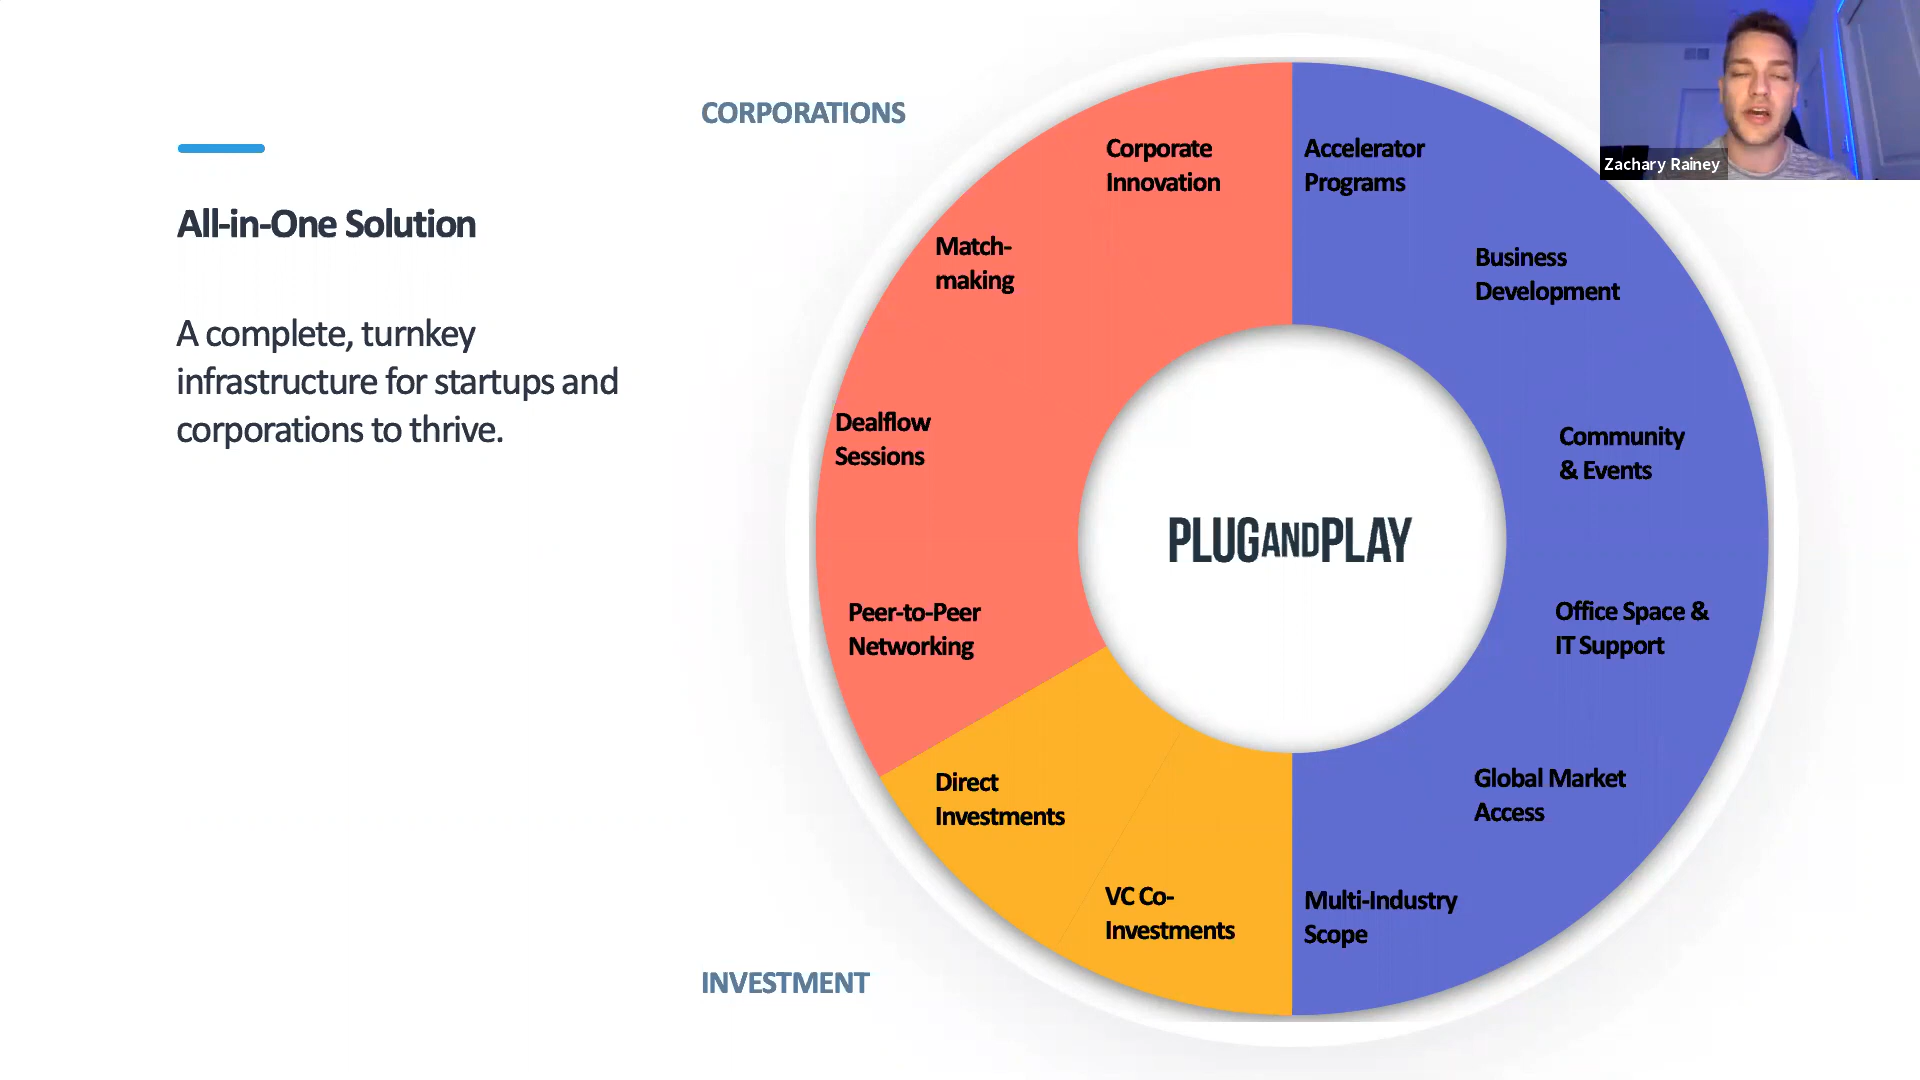 CORPORATIONS
All-in-One Solution
A complete, turnkey
infrastructure for startups and
corporations to thrive.
Corporate
Innovation
Match-
making
Dealflow
Sessions
Peer-to-Peer
Networking
Direct
Investments
VC Co-
Investments
INVESTMENT
PLUGANDPLAY
Accelerator
Programs
Business
Development
Community
& Events
Office Space &
IT Support
Global Market
Access
Multi-Industry
Scope
Zachary Rainey